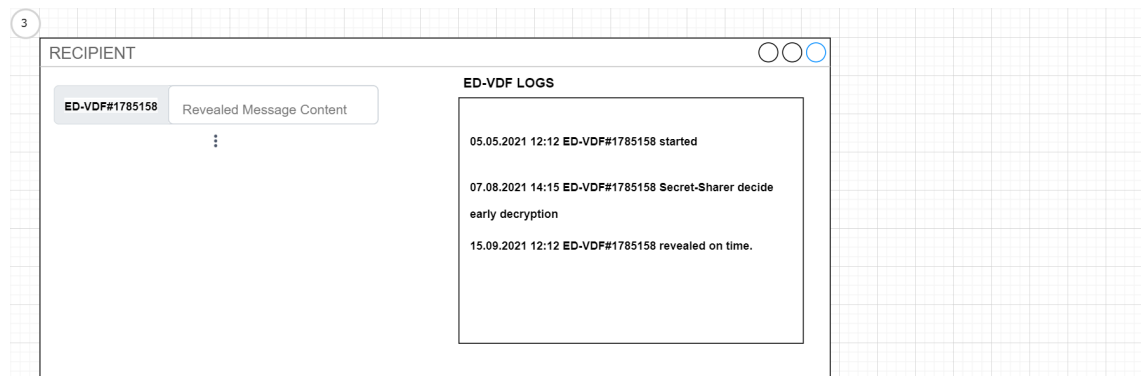 3
RECIPIENT
ED-VDF#1785158
Revealed Message Content
ED-VDF LOGS
05.05.2021 12:12 ED-VDF#1785158 started
07.08.2021 14:15 ED-VDF#1785158 Secret-Sharer decide
early decryption
15.09.2021 12:12 ED-VDF#1785158 revealed on time.